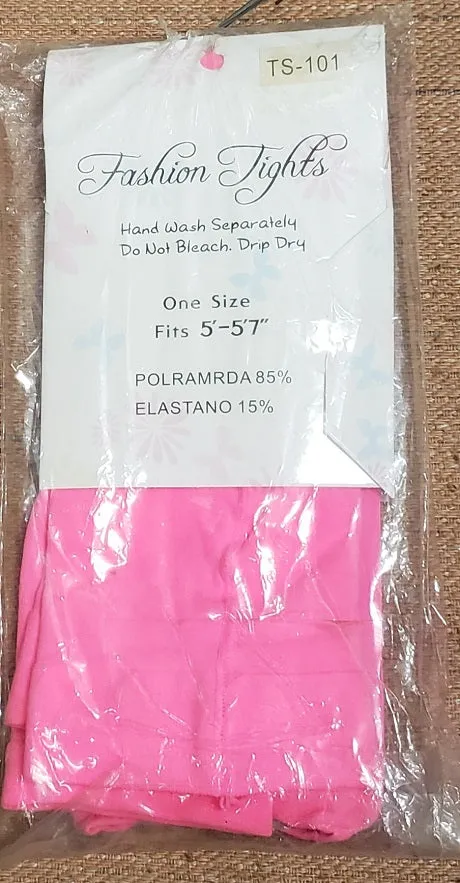 TS-101
Fashion Tights
Hand Wash Separately
Do Not Bleach. Drip Dry
One Size
Fits 5'-5'7"
POLRAMRDA 85%
ELASTANO 15%